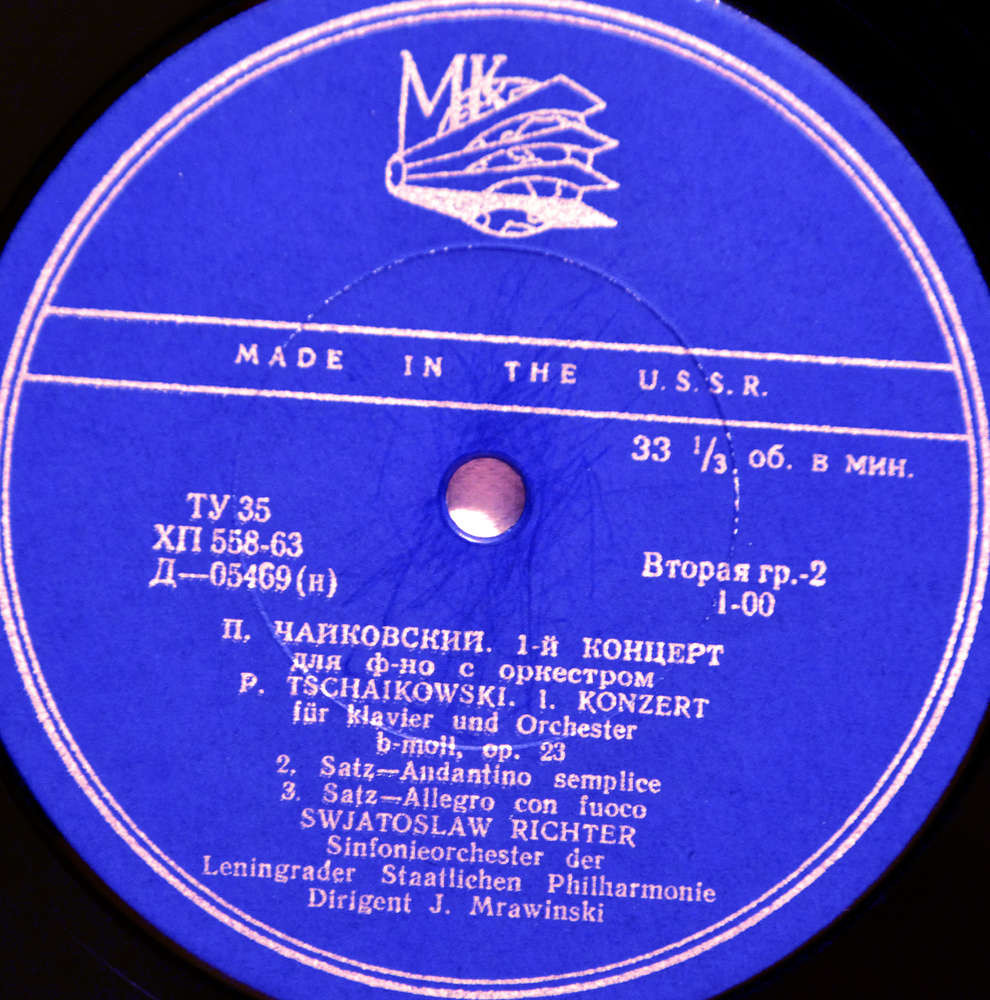 МК
MADE IN THE U.S.S.R.
33 1/3 об. в мин.
ТУ 35
ХП 558-63
Д—05469(н)
Вторая гр.-2
1-00
П. ЧАЙКОВСКИЙ. 1-й КОНЦЕРТ
для ф-но с оркестром
P. TSCHAIKOWSKI. 1. KONZERT
für klavier und Orchester
b-moll, op. 23
2. Satz—Andantino semplice
3. Satz—Allegro con fuoco
SWJATOSLAW RICHTER
Sinfonieorchester der
Leningrader Staatlichen Philharmonie
Dirigent J. Mrawinski